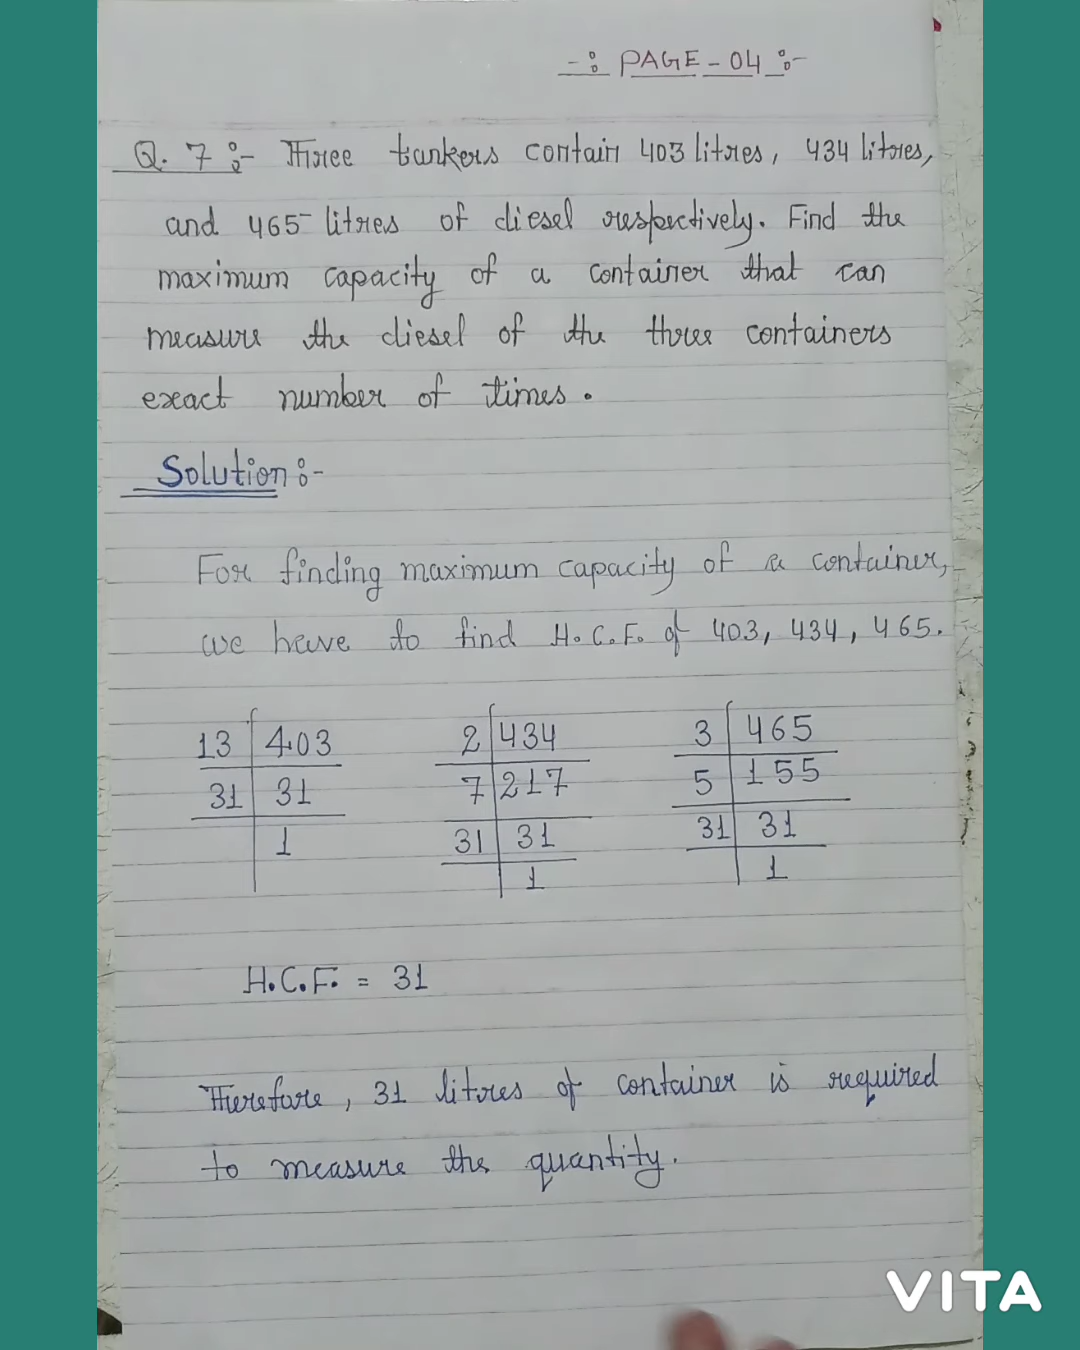 -: PAGE - 04 :-
Q. 7 :- Three tankers contain 403 litres, 434 litres,
and 465 litres of diesel respectively. Find the
maximum capacity of a container that can
measure the diesel of the three containers
exact number of times.
Solution :-
For finding maximum capacity of a container,
we have to find H.C.F. of 403, 434, 465.
13 | 403   2 | 434   3 | 465
31 | 31   7 | 217   5 | 155
1   31 | 31   31 | 31
1   1
H.C.F. = 31
Therefore, 31 litres of container is required
to measure the quantity.
VITA